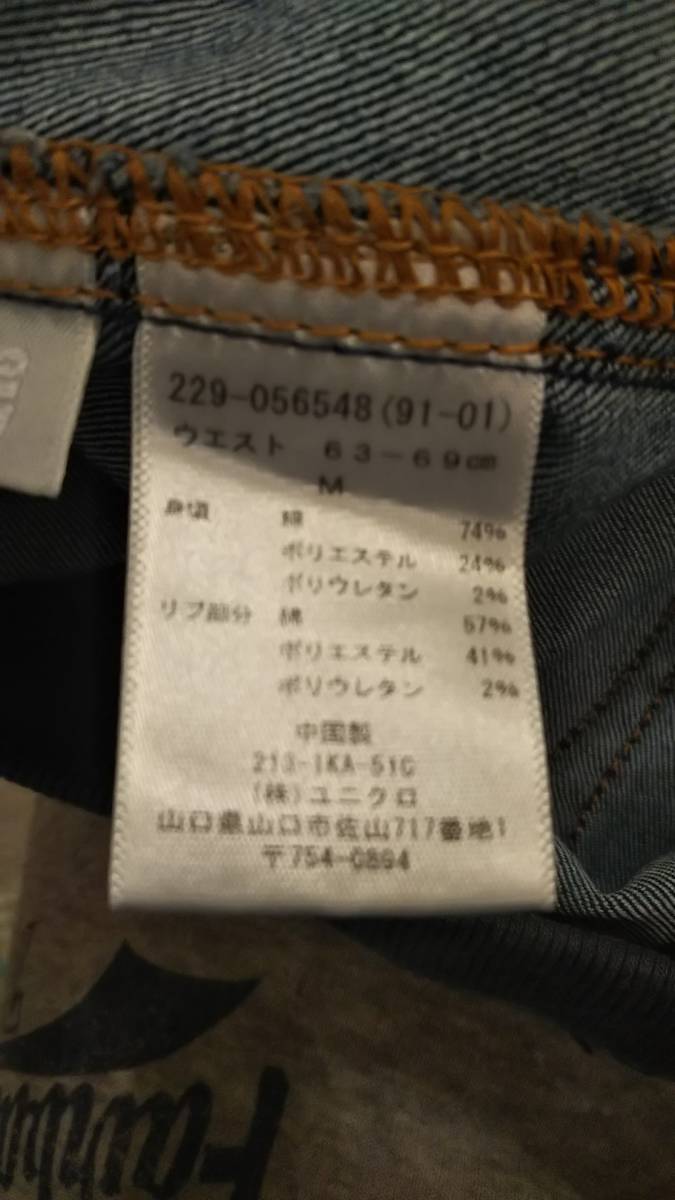 229-056548(91-01)
ウエスト 63-69㎝
M
身頃 綿 74%
ポリエステル 24%
ポリウレタン 2%
リブ部分 綿 57%
ポリエステル 41%
ポリウレタン 2%
中国製
213-IKA-51C
(株)ユニクロ
山口県山口市佐山717番地1
〒754-0894